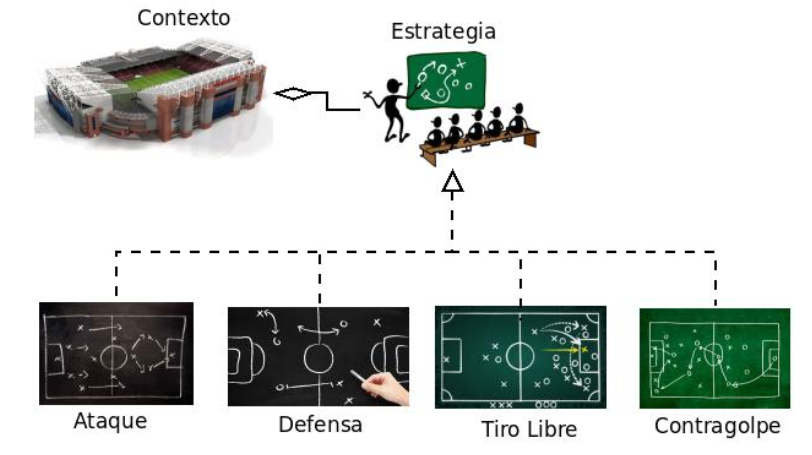 Contexto
Estrategia
Ataque
Defensa
Tiro Libre
Contragolpe